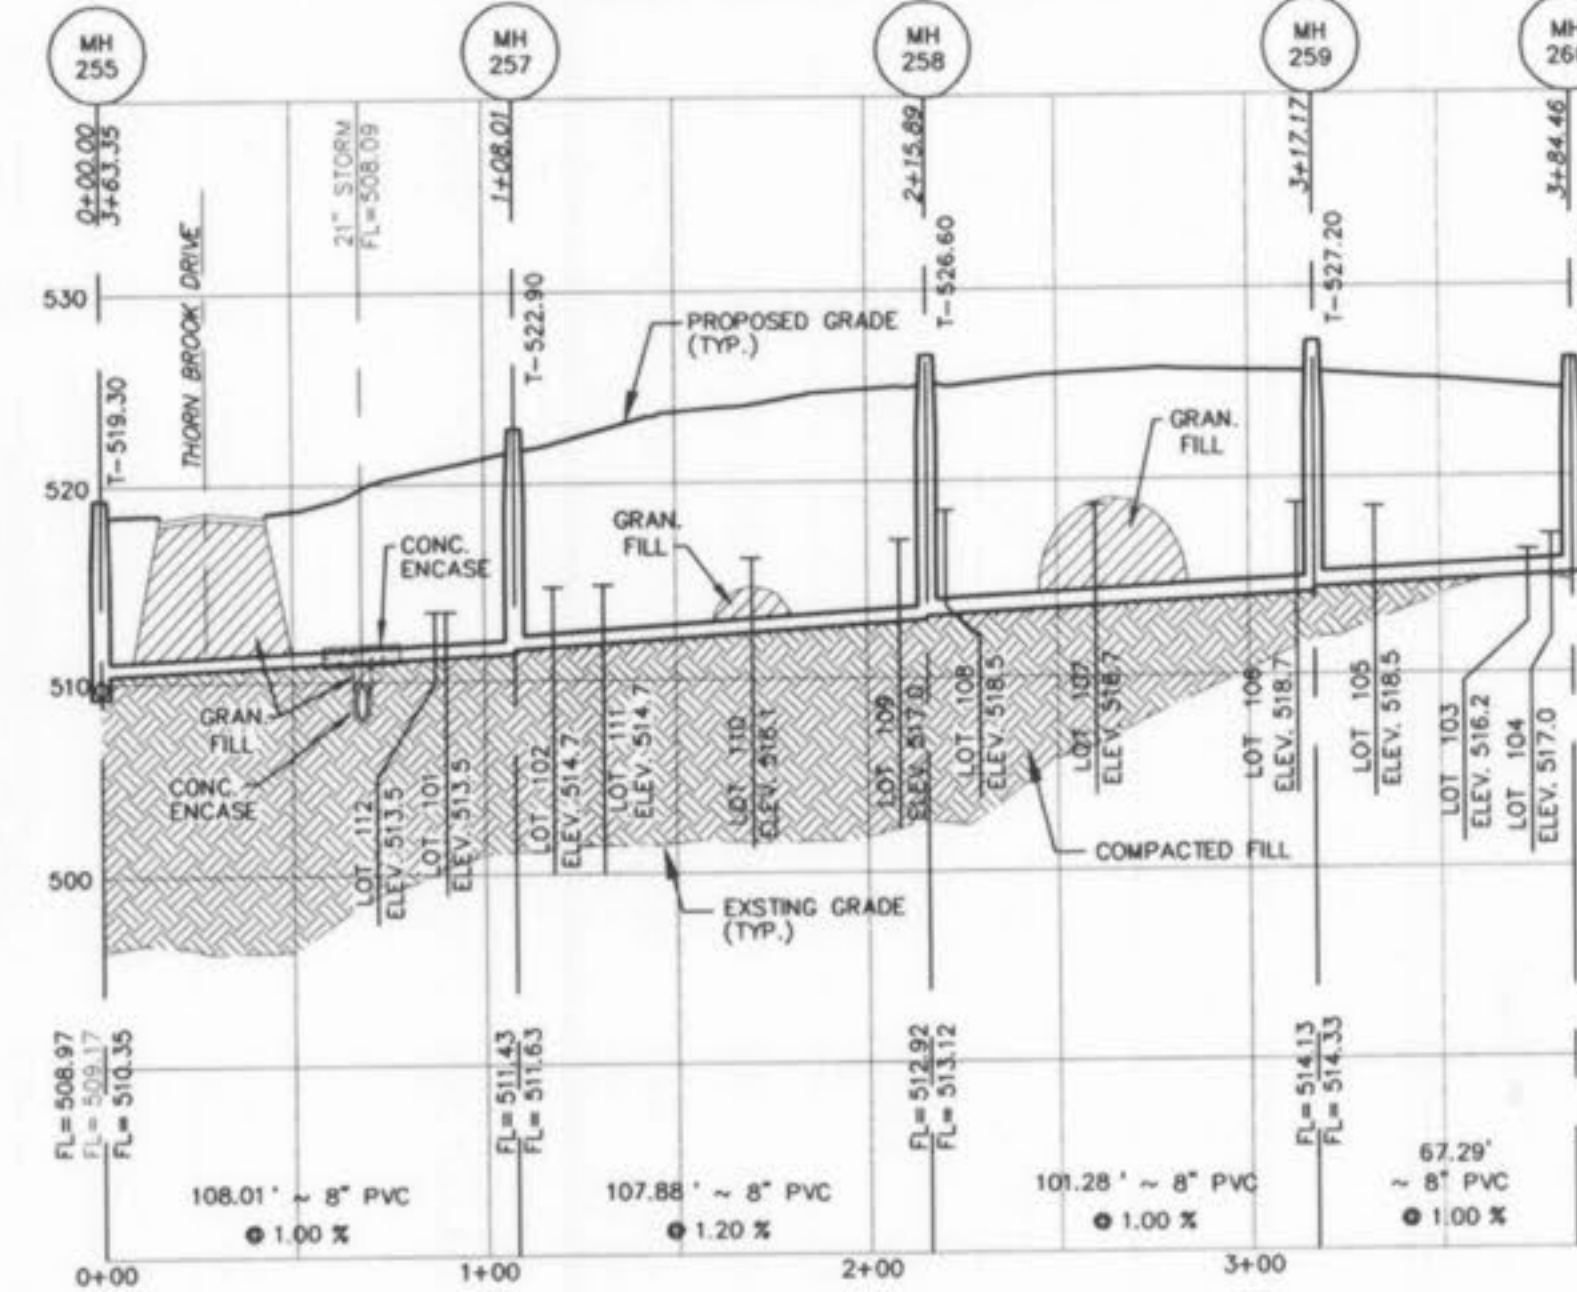 MH
255
MH
257
MH
258
MH
259
MH
0+00.00
3+63.35
21" STORM
FL=508.09
1+08.01
2+15.89
3+17.17
3+84.46
THORN BROOK DRIVE
T-519.30
T-522.90
T-526.60
T-527.20
530
520
510
500
PROPOSED GRADE
(TYP.)
GRAN.
FILL
GRAN.
FILL
CONC.
ENCASE
GRAN.
FILL
CONC.
ENCASE
LOT 112
ELEV. 513.5
LOT 101
ELEV. 513.5
LOT 102
ELEV. 514.7
LOT 111
ELEV. 514.7
LOT 110
ELEV.
LOT 109
ELEV. 517.0
LOT 108
ELEV. 518.5
LOT 107
ELEV. 518.7
LOT
ELEV. 518.7
LOT 105
ELEV. 518.5
LOT 103
ELEV. 516.2
LOT 104
ELEV. 517.0
COMPACTED FILL
EXSTING GRADE
(TYP.)
FL=508.97
FL=509.17
FL=510.35
FL=511.43
FL=511.63
FL=512.92
FL=513.12
FL=514.13
FL=514.33
108.01' ~ 8" PVC
@ 1.00 %
107.88' ~ 8" PVC
@ 1.20 %
101.28' ~ 8" PVC
@ 1.00 %
67.29'
~ 8" PVC
@ 1.00 %
0+00
1+00
2+00
3+00